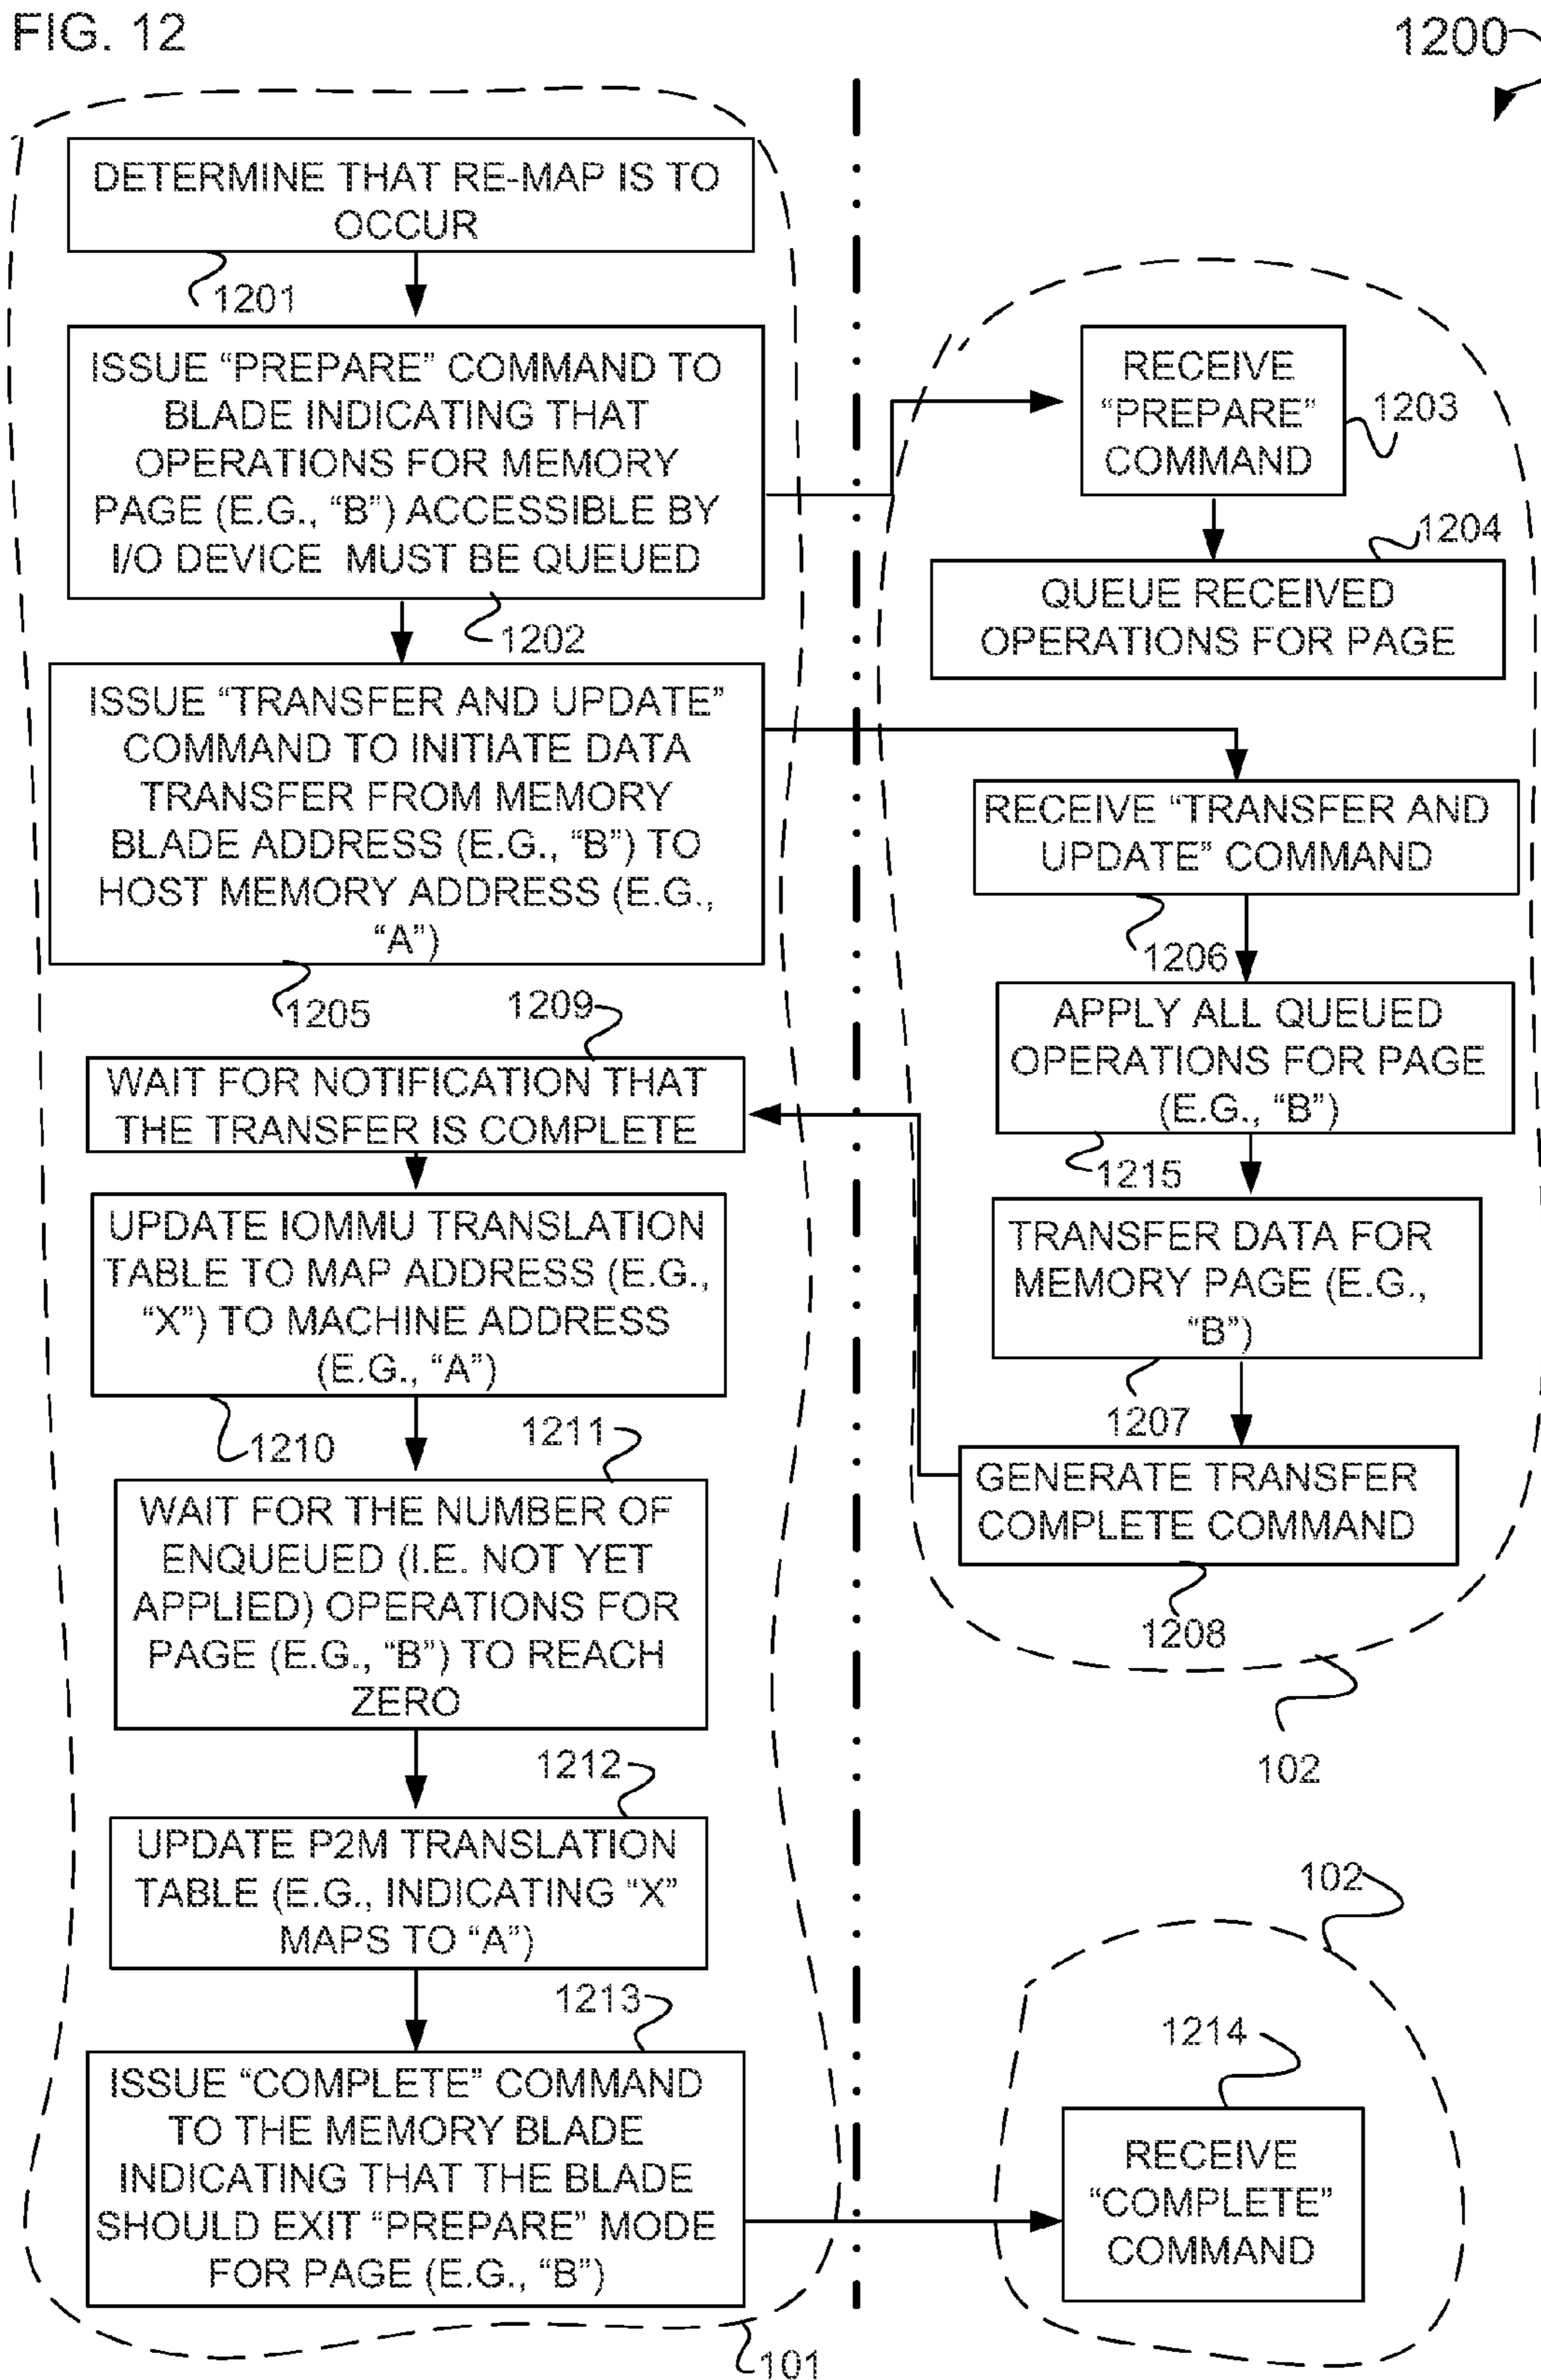 FIG. 12
1200
DETERMINE THAT RE-MAP IS TO
OCCUR
1201
ISSUE “PREPARE” COMMAND TO
BLADE INDICATING THAT
OPERATIONS FOR MEMORY
PAGE (E.G., “B”) ACCESSIBLE BY
I/O DEVICE MUST BE QUEUED
1202
RECEIVE
“PREPARE”
COMMAND
1203
1204
QUEUE RECEIVED
OPERATIONS FOR PAGE
ISSUE “TRANSFER AND UPDATE”
COMMAND TO INITIATE DATA
TRANSFER FROM MEMORY
BLADE ADDRESS (E.G., “B”) TO
HOST MEMORY ADDRESS (E.G.,
“A”)
1205
RECEIVE “TRANSFER AND
UPDATE” COMMAND
1206
APPLY ALL QUEUED
OPERATIONS FOR PAGE
(E.G., “B”)
1215
TRANSFER DATA FOR
MEMORY PAGE (E.G.,
“B”)
1207
GENERATE TRANSFER
COMPLETE COMMAND
1208
102
1209
WAIT FOR NOTIFICATION THAT
THE TRANSFER IS COMPLETE
UPDATE IOMMU TRANSLATION
TABLE TO MAP ADDRESS (E.G.,
“X”) TO MACHINE ADDRESS
(E.G., “A”)
1210
1211
WAIT FOR THE NUMBER OF
ENQUEUED (I.E. NOT YET
APPLIED) OPERATIONS FOR
PAGE (E.G., “B”) TO REACH
ZERO
1212
UPDATE P2M TRANSLATION
TABLE (E.G., INDICATING “X”
MAPS TO “A”)
1213
ISSUE “COMPLETE” COMMAND
TO THE MEMORY BLADE
INDICATING THAT THE BLADE
SHOULD EXIT “PREPARE” MODE
FOR PAGE (E.G., “B”)
101
102
1214
RECEIVE
“COMPLETE”
COMMAND